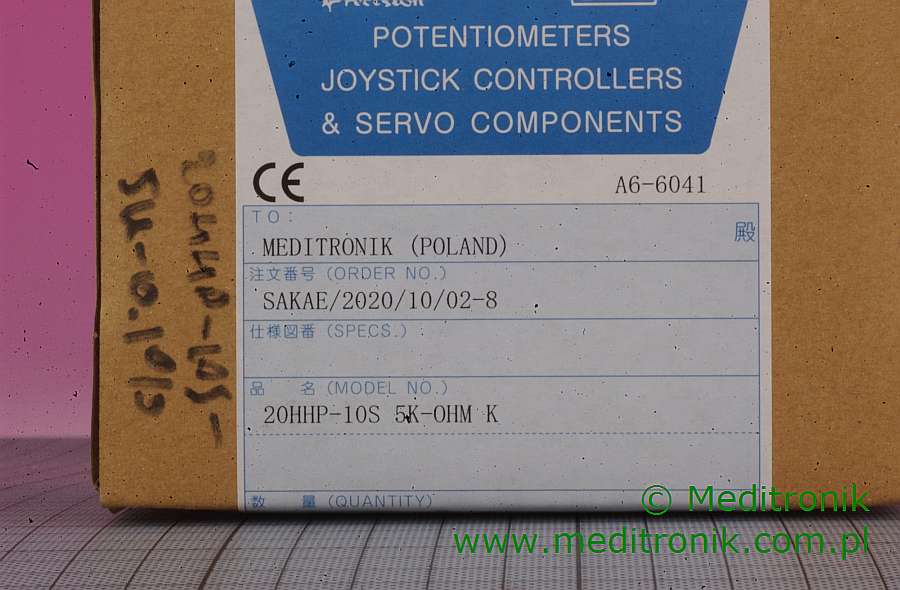 Precision
POTENTIOMETERS
JOYSTICK CONTROLLERS
& SERVO COMPONENTS
CE A6-6041
TO:
殿
MEDITRONIK (POLAND)
注文番号 (ORDER NO.)
SAKAE/2020/10/02-8
仕様図番 (SPECS.)
品 名 (MODEL NO.)
20HHP-10S 5K-OHM K
数 量 (QUANTITY)
© Meditronik
www.meditronik.com.pl